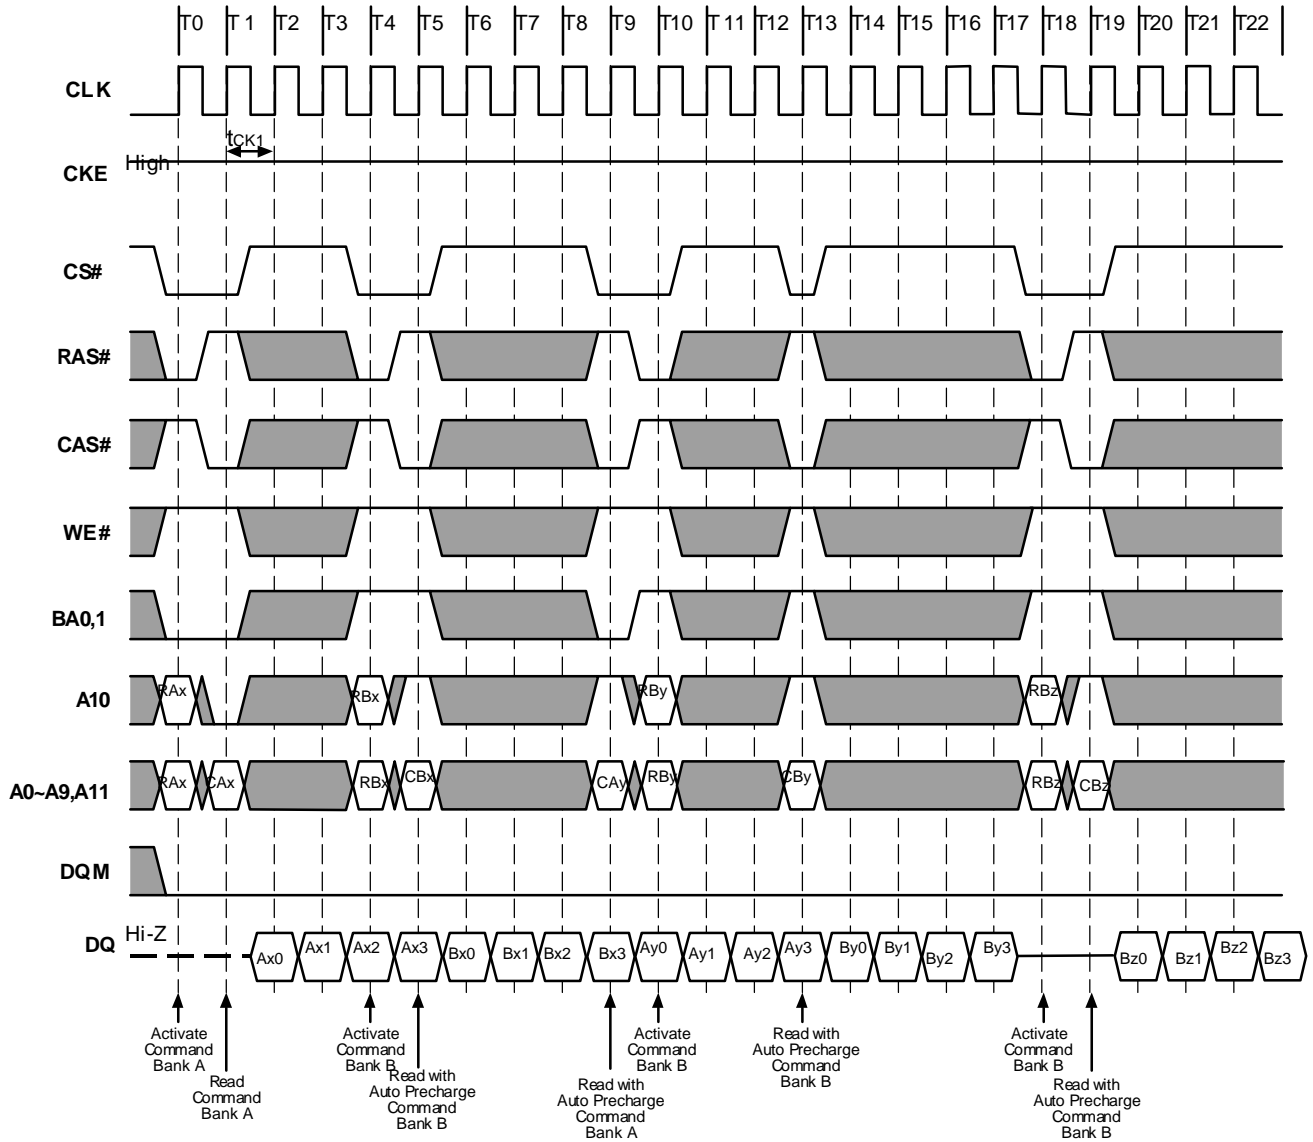 T0 T1 T2 T3 T4 T5 T6 T7 T8 T9 T10 T11 T12 T13 T14 T15 T16 T17 T18 T19 T20 T21 T22
CLK
tCK1
CKE High
CS#
RAS#
CAS#
WE#
BA0,1
A10 RAx RBx RBy RBz
A0~A9,A11 RAx CAx RBx CBx CAy RBy CBy RBz CBz
DQM
DQ Hi-Z Ax0 Ax1 Ax2 Ax3 Bx0 Bx1 Bx2 Bx3 Ay0 Ay1 Ay2 Ay3 By0 By1 By2 By3 Bz0 Bz1 Bz2 Bz3
Activate
Command
Bank A
Read
Command
Bank A
Activate
Command
Bank B
Read with
Auto Precharge
Command
Bank B
Read with
Auto Precharge
Command
Bank A
Activate
Command
Bank B
Read with
Auto Precharge
Command
Bank B
Activate
Command
Bank B
Read with
Auto Precharge
Command
Bank B